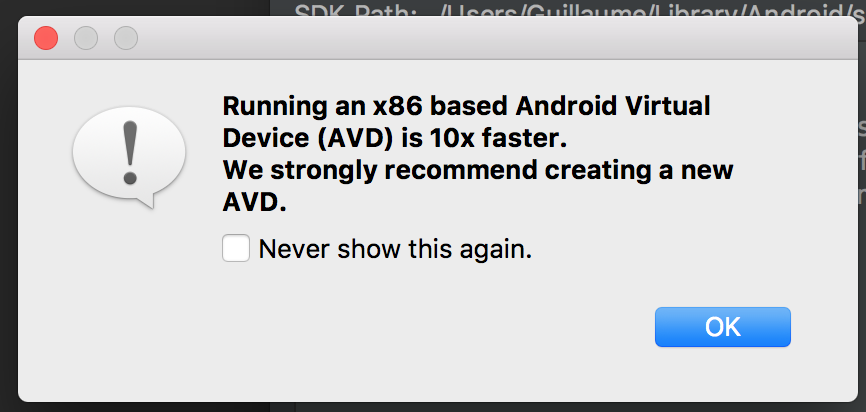 SDK Path: /Users/Guillaume/Library/Android/s
Running an x86 based Android Virtual
Device (AVD) is 10x faster.
We strongly recommend creating a new
AVD.
Never show this again.
OK